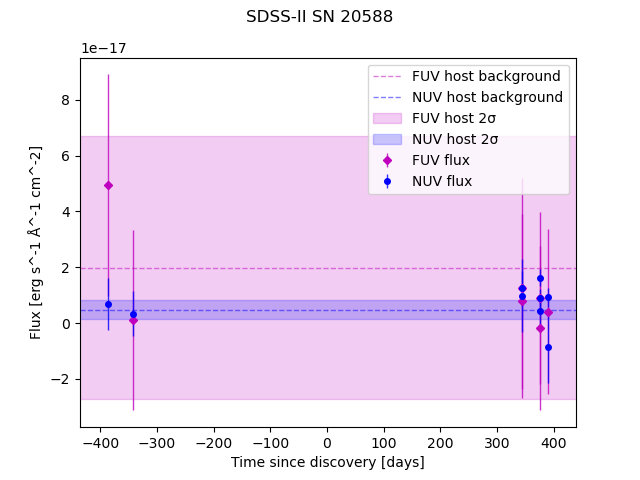 SDSS-II SN 20588
1e−17
FUV host background
NUV host background
FUV host 2σ
NUV host 2σ
FUV flux
NUV flux
8
6
4
2
0
−2
Flux [erg s^-1 Å^-1 cm^-2]
−400 −300 −200 −100 0 100 200 300 400
Time since discovery [days]